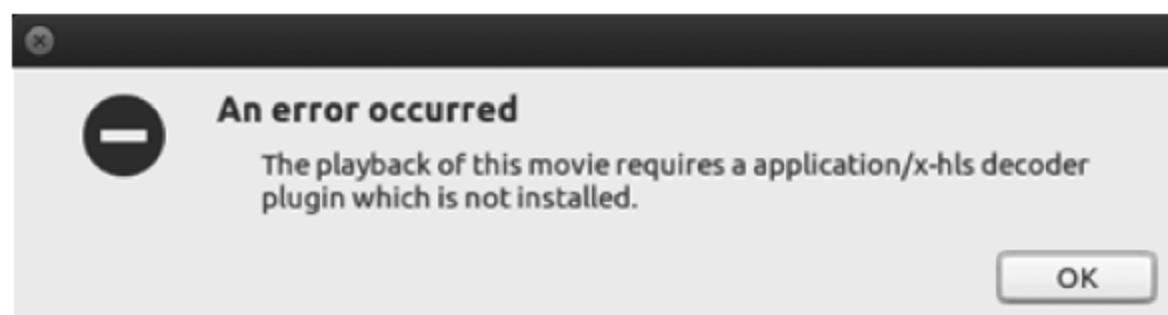 An error occurred
The playback of this movie requires a application/x-hls decoder
plugin which is not installed.
OK